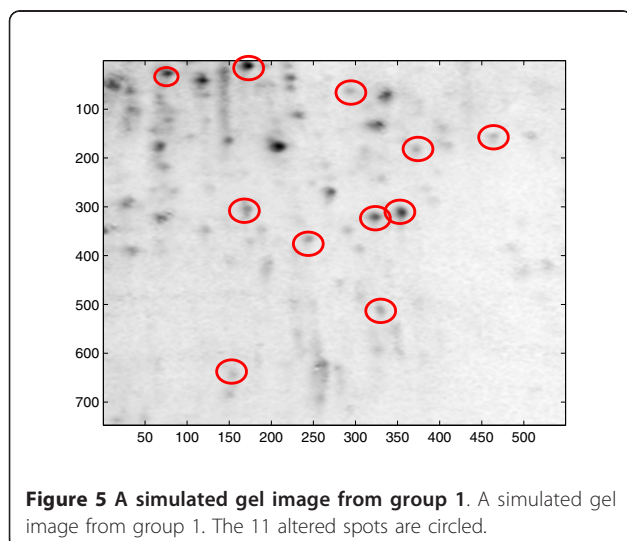 100
200
300
400
500
600
700
50 100 150 200 250 300 350 400 450 500
Figure 5 A simulated gel image from group 1. A simulated gel
image from group 1. The 11 altered spots are circled.